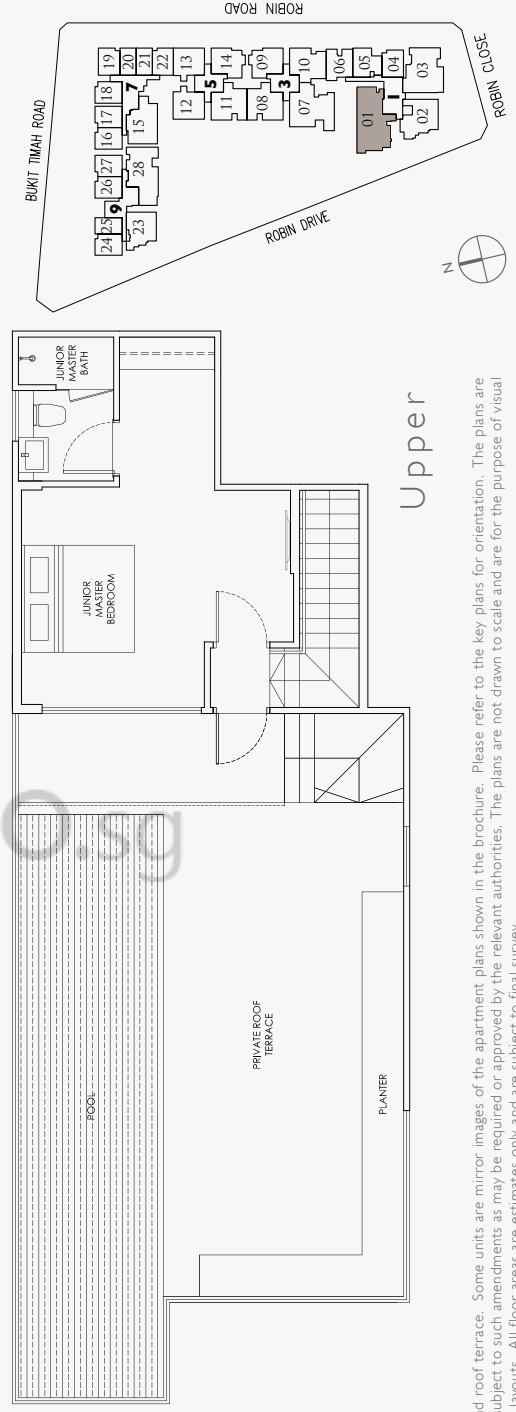 ROBIN ROAD
BUKIT TIMAH ROAD
ROBIN CLOSE
ROBIN DRIVE
19
20
21
22
13
14
09
10
06
05
04
03
18
7
5
3
1
17
16
15
12
11
08
07
01
02
27
26
28
9
25
24
23
N
Upper
JUNIOR
MASTER
BATH
JUNIOR
MASTER
BEDROOM
POOL
PRIVATE ROOF
TERRACE
PLANTER
O.sg
roof terrace. Some units are mirror images of the apartment plans shown in the brochure. Please refer to the key plans for orientation. The plans are
subject to such amendments as may be required or approved by the relevant authorities. The plans are not drawn to scale and are for the purpose of visual
layouts. All floor areas are estimates only and are subject to final survey.